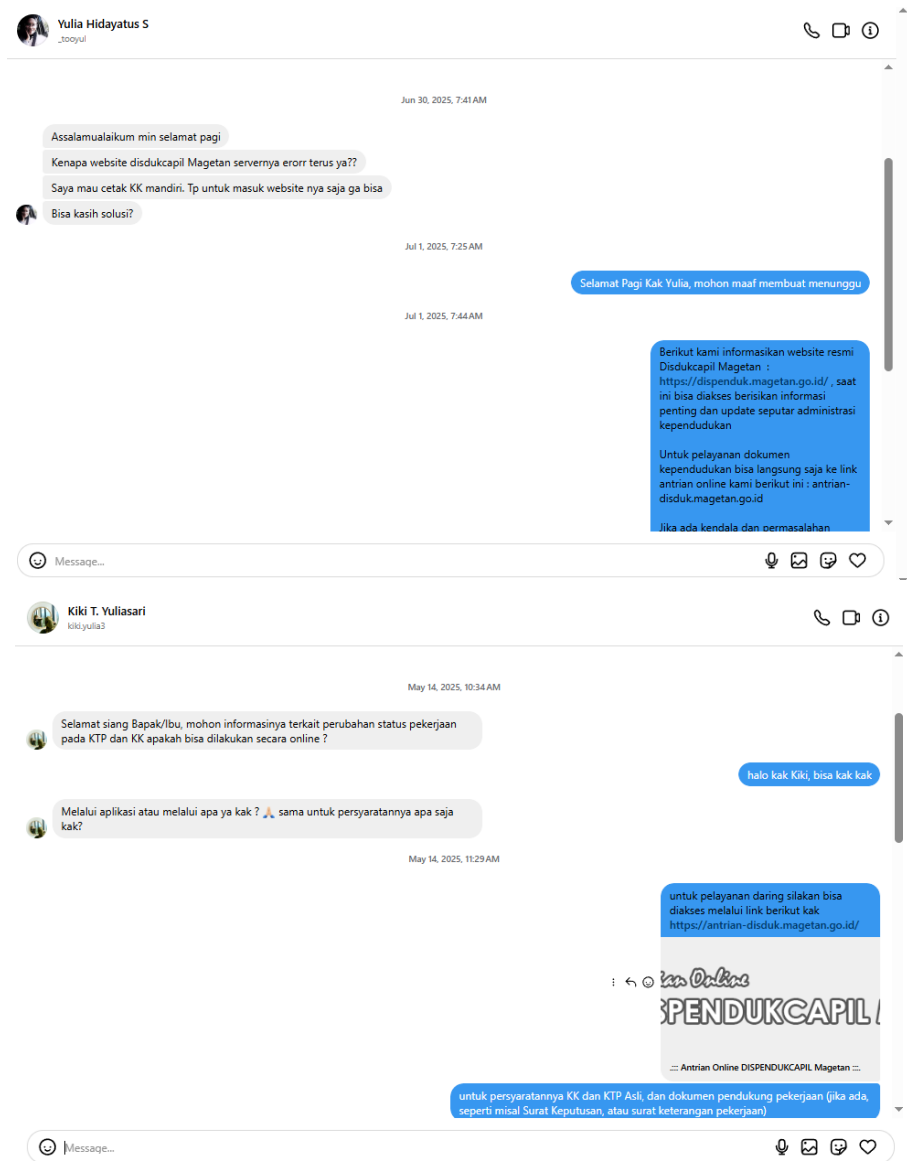 Yulia Hidayatus S
_tooyul
Jun 30, 2025, 7:41 AM
Assalamualaikum min selamat pagi
Kenapa website disdukcapil Magetan servernya erorr terus ya??
Saya mau cetak KK mandiri. Tp untuk masuk website nya saja ga bisa
Bisa kasih solusi?
Jul 1, 2025, 7:25 AM
Selamat Pagi Kak Yulia, mohon maaf membuat menunggu
Jul 1, 2025, 7:44 AM
Berikut kami informasikan website resmi
Disdukcapil Magetan :
https://dispenduk.magetan.go.id/ , saat
ini bisa diakses berisikan informasi
penting dan update seputar administrasi
kependudukan
Untuk pelayanan dokumen
kependudukan bisa langsung saja ke link
antrian online kami berikut ini : antrian-
disduk.magetan.go.id
Jika ada kendala dan permasalahan
Message...
Kiki T. Yuliasari
kiki.yulia3
May 14, 2025, 10:34 AM
Selamat siang Bapak/Ibu, mohon informasinya terkait perubahan status pekerjaan
pada KTP dan KK apakah bisa dilakukan secara online ?
halo kak Kiki, bisa kak kak
Melalui aplikasi atau melalui apa ya kak ? 🙏🏻 sama untuk persyaratannya apa saja
kak?
May 14, 2025, 11:29 AM
untuk pelayanan daring silakan bisa
diakses melalui link berikut kak
https://antrian-disduk.magetan.go.id/
ian Online
SPENDUKCAPIL M
.::: Antrian Online DISPENDUKCAPIL Magetan :::.
untuk persyaratannya KK dan KTP Asli, dan dokumen pendukung pekerjaan (jika ada,
seperti misal Surat Keputusan, atau surat keterangan pekerjaan)
Message...